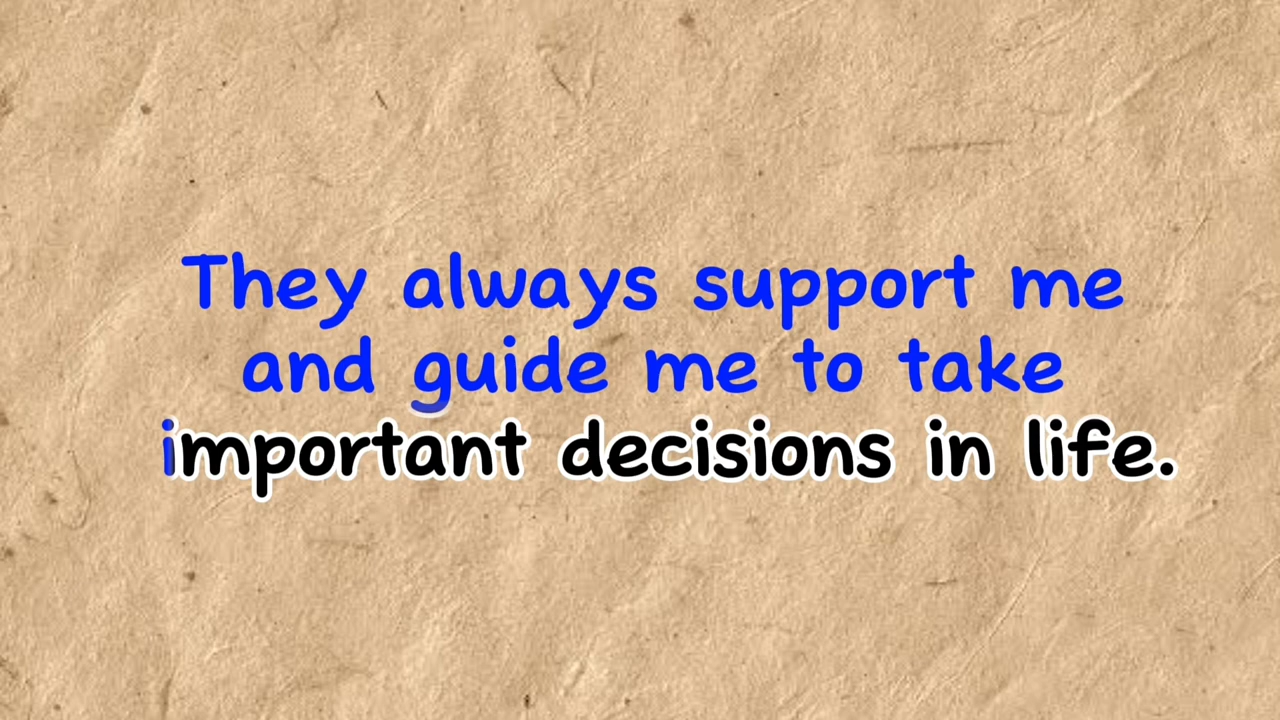 They always support me
and guide me to take
important decisions in life.